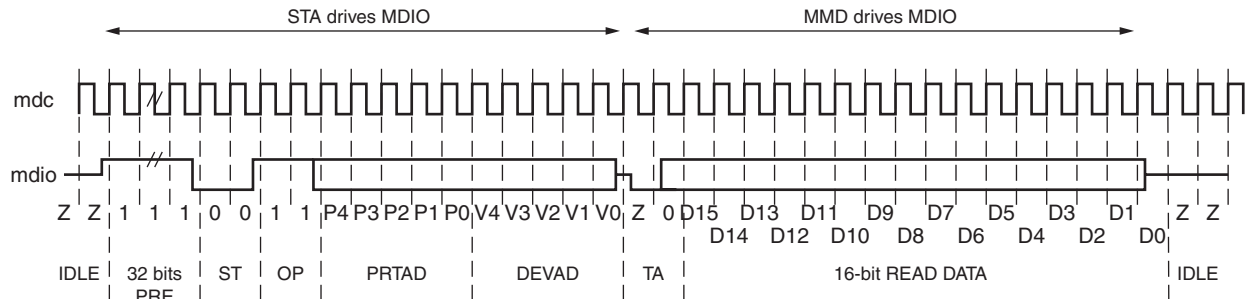 STA drives MDIO MMD drives MDIO
mdc
mdio
Z Z 1 1 1 0 0 1 1 P4 P3 P2 P1 P0 V4 V3 V2 V1 V0 Z 0 D15 D13 D11 D9 D7 D5 D3 D1 Z Z
D14 D12 D10 D8 D6 D4 D2 D0
IDLE 32 bits ST OP PRTAD DEVAD TA 16-bit READ DATA IDLE
PRE